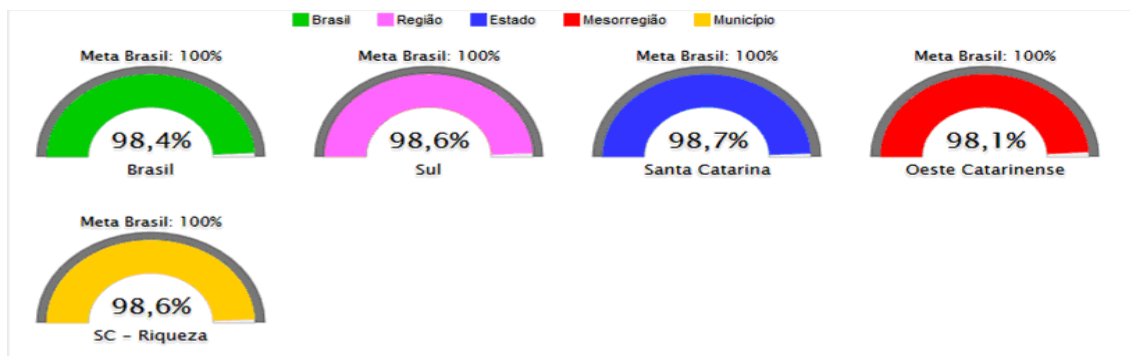 Brasil Região Estado Mesorregião Município
Meta Brasil: 100% Meta Brasil: 100% Meta Brasil: 100% Meta Brasil: 100%
98,4% 98,6% 98,7% 98,1%
Brasil Sul Santa Catarina Oeste Catarinense
Meta Brasil: 100%
98,6%
SC - Riqueza